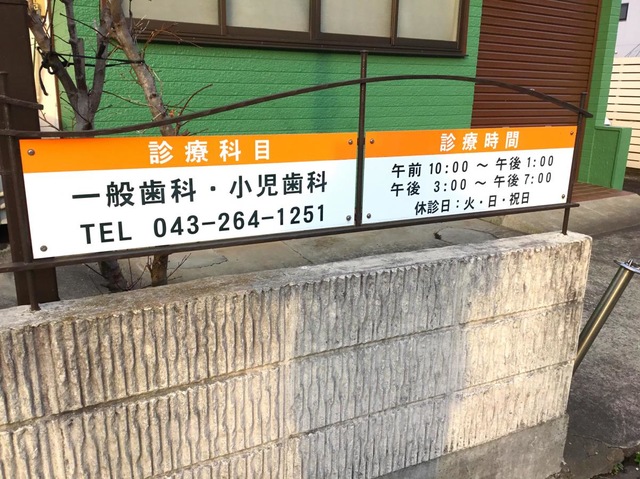 診療科目
一般歯科・小児歯科
TEL 043-264-1251
診療時間
午前 10:00 ～ 午後 1:00
午後 3:00 ～ 午後 7:00
休診日：火・日・祝日